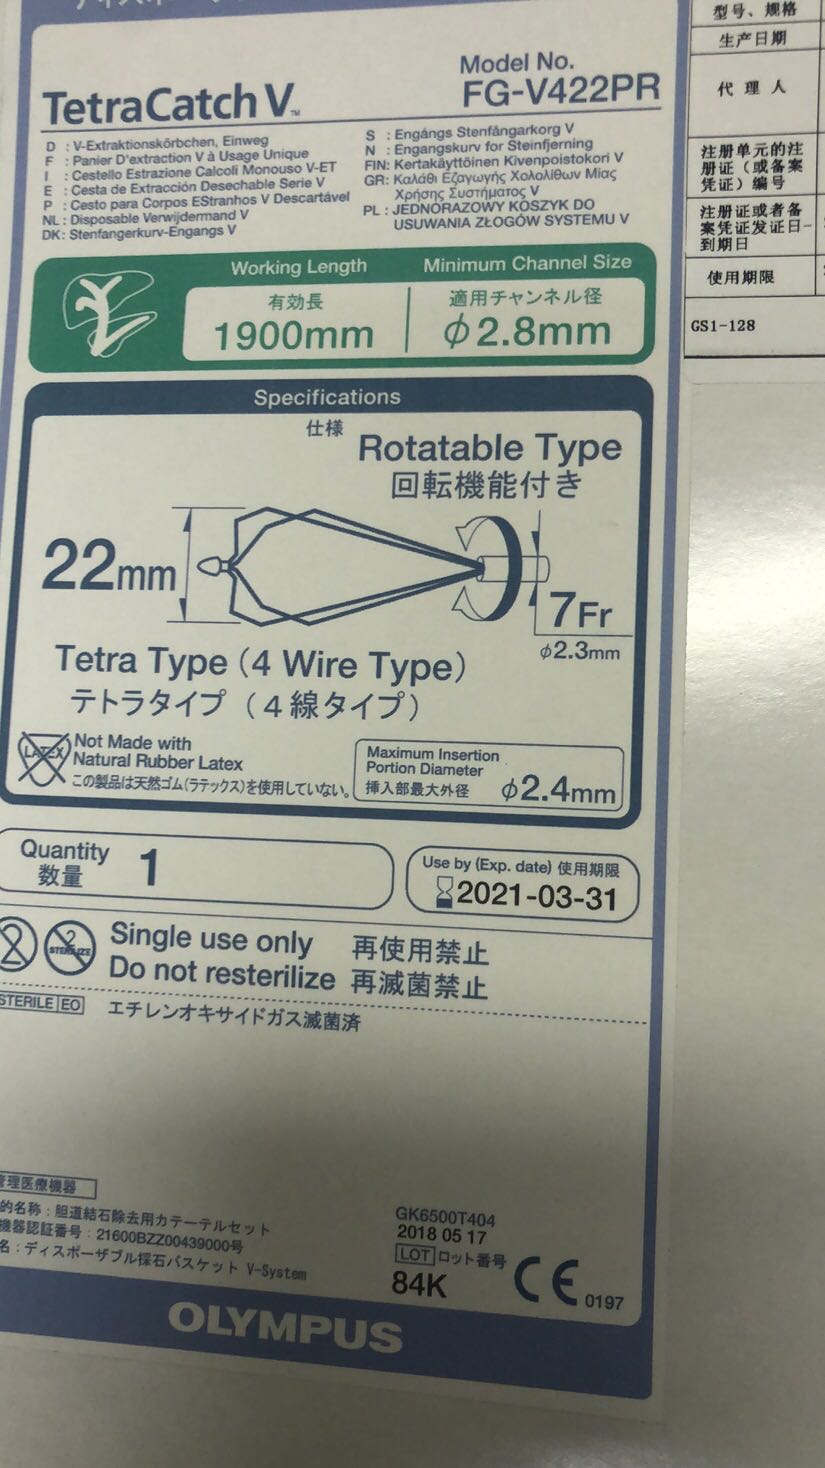 TetraCatch V™
Model No.
FG-V422PR
D : V-Extraktionskörbchen, Einweg
F : Panier D'extraction V à Usage Unique
I : Cestello Estrazione Calcoli Monouso V-ET
E : Cesta de Extracción Desechable Serie V
P : Cesto para Corpos EStranhos V Descartável
NL : Disposable Verwijdermand V
DK: Stenfangerkurv-Engangs V
S : Engångs Stenfångarkorg V
N : Engangskurv for Steinfjerning
FIN: Kertakäyttöinen Kivenpoistokori V
GR: Καλάθι Εξαγωγής Χολολίθων Μίας
Χρήσης Συστήματος V
PL : JEDNORAZOWY KOSZYK DO
USUWANIA ZŁOGÓW SYSTEMU V
Working Length
有効長
1900mm
Minimum Channel Size
適用チャンネル径
φ2.8mm
Specifications
仕様
Rotatable Type
回転機能付き
22mm
7Fr
φ2.3mm
Tetra Type (4 Wire Type)
テトラタイプ（4線タイプ）
LATEX
Not Made with
Natural Rubber Latex
この製品は天然ゴム(ラテックス)を使用していない。
Maximum Insertion
Portion Diameter
挿入部最大外径
φ2.4mm
Quantity
数量
1
Use by (Exp. date) 使用期限
2021-03-31
2
2
STERILIZE
Single use only 再使用禁止
Do not resterilize 再滅菌禁止
STERILE EO
エチレンオキサイドガス滅菌済
管理医療機器
的名称：胆道結石除去用カテーテルセット
機器認証番号：21600BZZ00439000号
名：ディスポーザブル採石バスケット V-System
GK6500T404
2018 05 17
LOT ロット番号
84K
CE 0197
OLYMPUS
型号、规格
生产日期
代 理 人
注册单元的注
册证（或备案
凭证）编号
注册证或者备
案凭证发证日-
到期日
使用期限
GS1-128